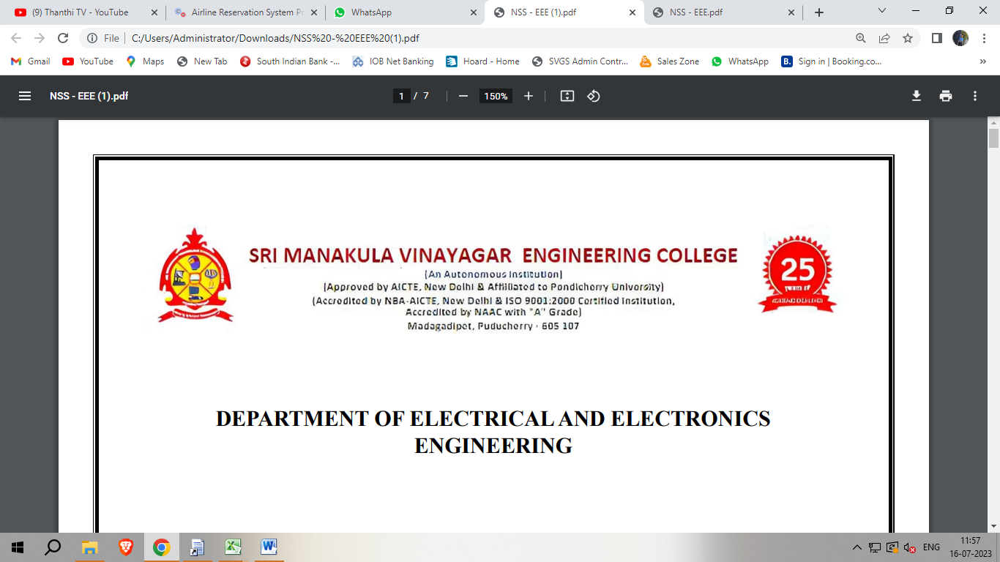 (9) Thanthi TV - YouTube
Airline Reservation System Pr
WhatsApp
NSS - EEE (1).pdf
NSS - EEE.pdf
File
C:/Users/Administrator/Downloads/NSS%20-%20EEE%20(1).pdf
Gmail
YouTube
Maps
New Tab
South Indian Bank -...
IOB Net Banking
Hoard - Home
SVGS Admin Contr...
Sales Zone
WhatsApp
Sign in | Booking.co...
»
NSS - EEE (1).pdf
1 / 7
150%
SRI MANAKULA VINAYAGAR ENGINEERING COLLEGE
(An Autonomous Institution)
(Approved by AICTE, New Delhi & Affiliated to Pondicherry University)
(Accredited by NBA-AICTE, New Delhi & ISO 9001:2000 Certified Institution,
Accredited by NAAC with "A" Grade)
Madagadipet, Puducherry - 605 107
25
DEPARTMENT OF ELECTRICAL AND ELECTRONICS
ENGINEERING
ENG
11:57
16-07-2023